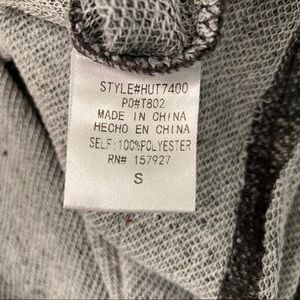 STYLE#HUT7400
PO#T802
MADE IN CHINA
HECHO EN CHINA
SELF:100%POLYESTER
RN# 157927
S